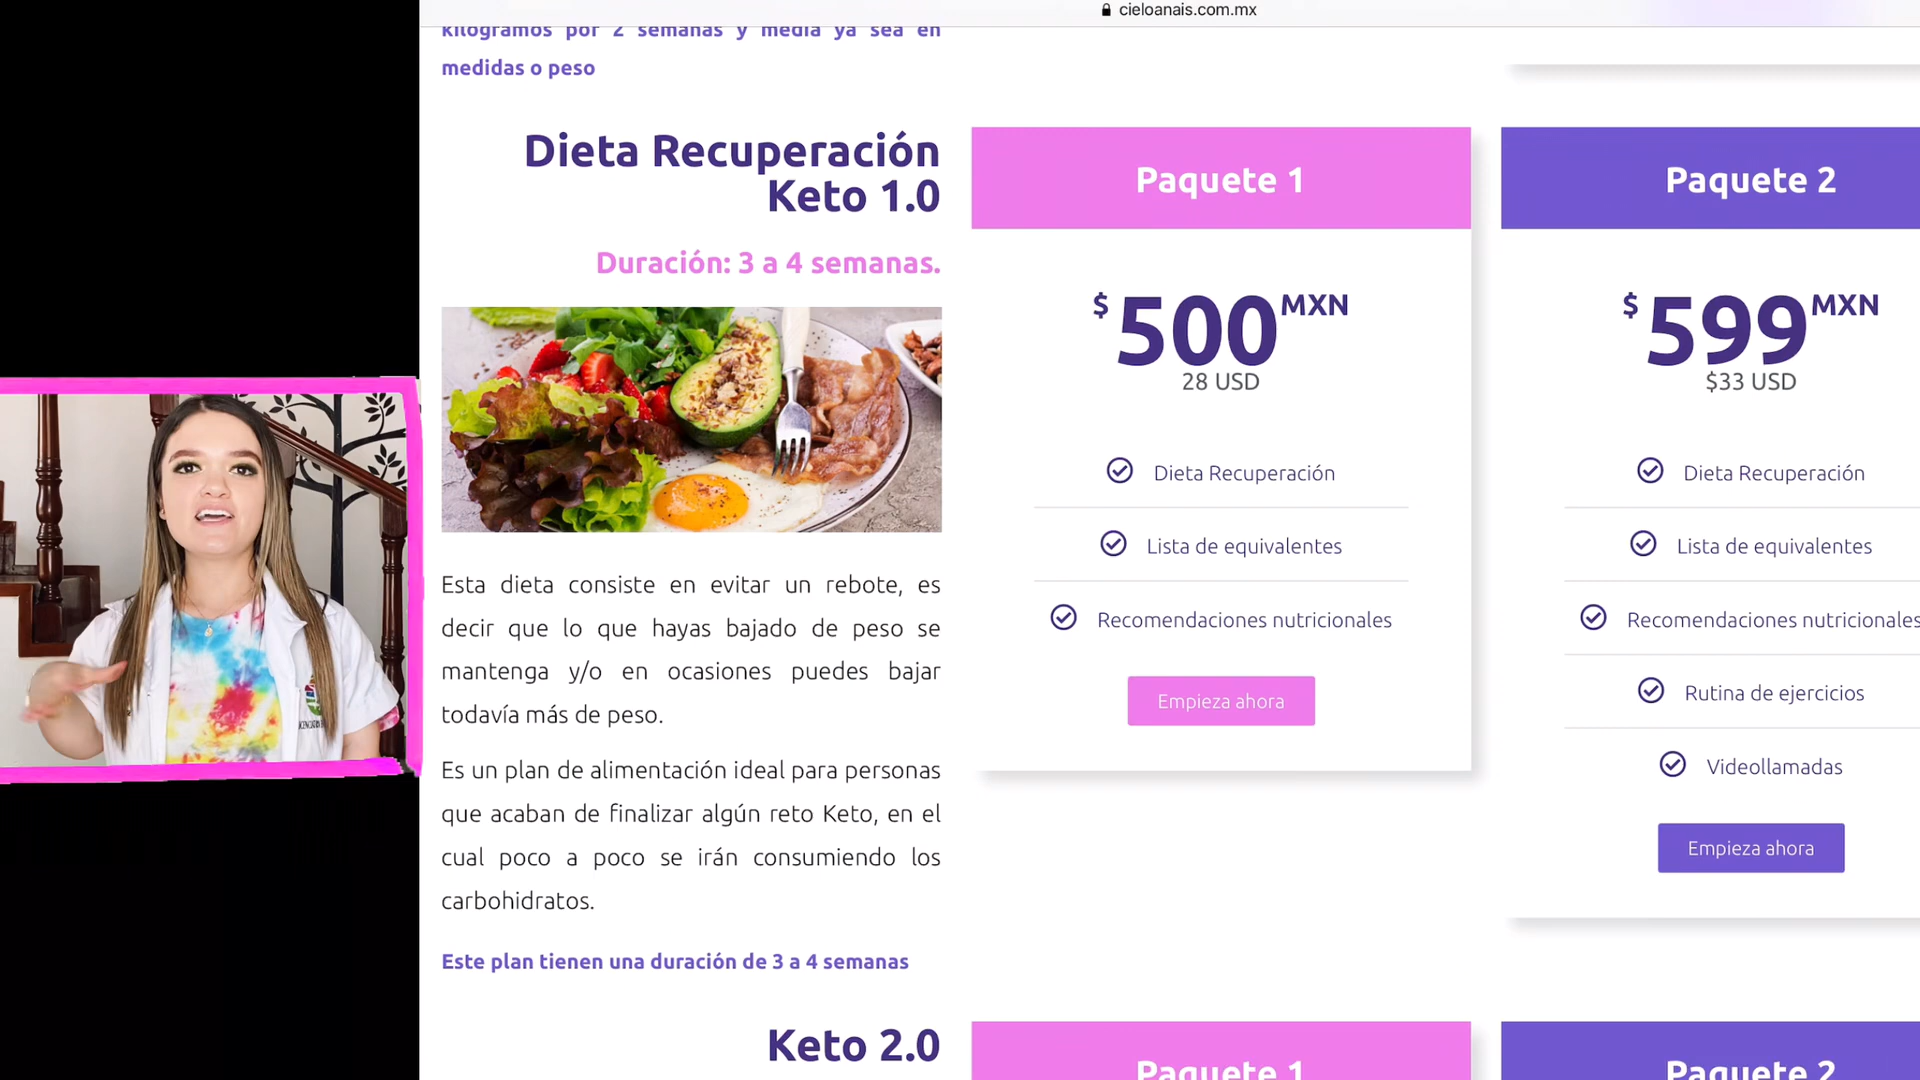 cieloanais.com.mx
kilogramos por 2 semanas y media ya sea en
medidas o peso
Dieta Recuperación
Keto 1.0
Duración: 3 a 4 semanas.
Esta dieta consiste en evitar un rebote, es
decir que lo que hayas bajado de peso se
mantenga y/o en ocasiones puedes bajar
todavía más de peso.
Es un plan de alimentación ideal para personas
que acaban de finalizar algún reto Keto, en el
cual poco a poco se irán consumiendo los
carbohidratos.
Este plan tienen una duración de 3 a 4 semanas
Paquete 1
$ 500 MXN
28 USD
Dieta Recuperación
Lista de equivalentes
Recomendaciones nutricionales
Empieza ahora
Paquete 2
$ 599 MXN
$33 USD
Dieta Recuperación
Lista de equivalentes
Recomendaciones nutricionales
Rutina de ejercicios
Videollamadas
Empieza ahora
Keto 2.0
Paquete 1
Paquete 2